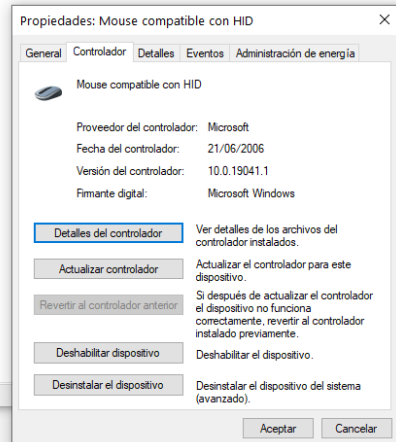 Propiedades: Mouse compatible con HID
General Controlador Detalles Eventos Administración de energía
Mouse compatible con HID
Proveedor del controlador: Microsoft
Fecha del controlador: 21/06/2006
Versión del controlador: 10.0.19041.1
Firmante digital: Microsoft Windows
Detalles del controlador
Ver detalles de los archivos del
controlador instalados.
Actualizar controlador
Actualizar el controlador para este
dispositivo.
Revertir al controlador anterior
Si después de actualizar el controlador
el dispositivo no funciona
correctamente, revertir al controlador
instalado previamente.
Deshabilitar dispositivo
Deshabilitar el dispositivo.
Desinstalar el dispositivo
Desinstalar el dispositivo del sistema
(avanzado).
Aceptar Cancelar